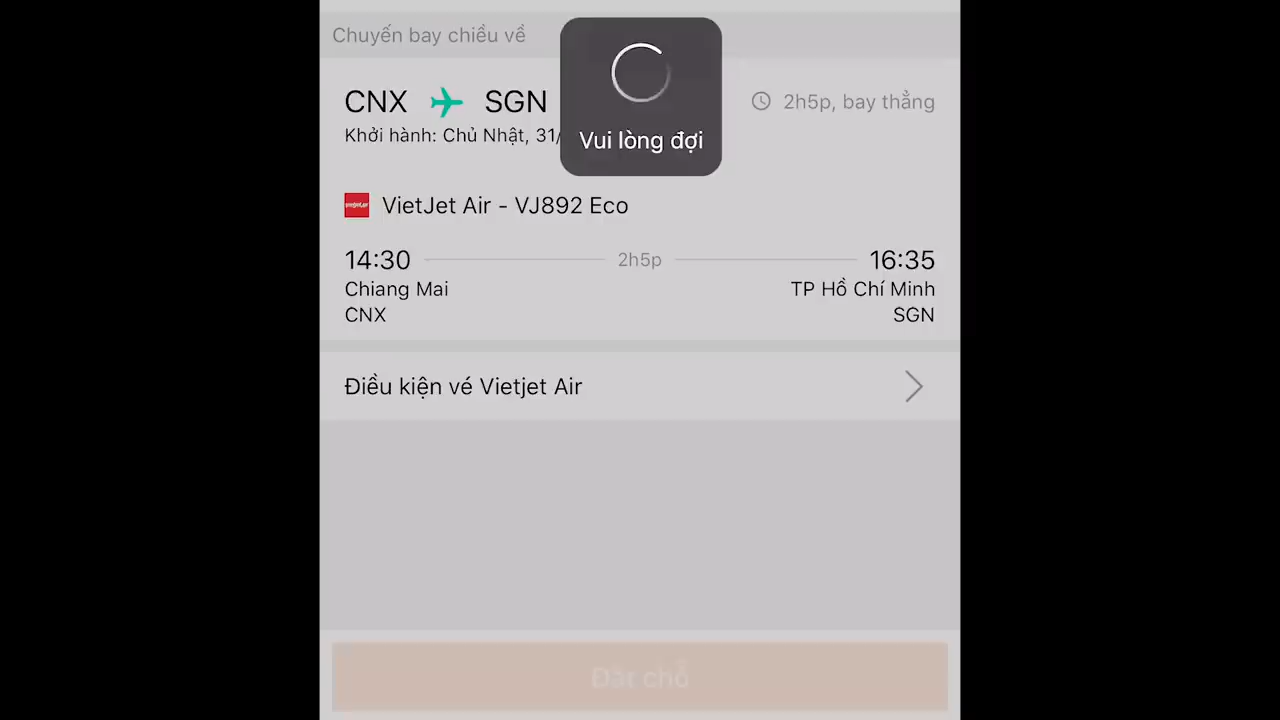 Chuyến bay chiều về
CNX SGN
2h5p, bay thẳng
Khởi hành: Chủ Nhật, 31/
Vui lòng đợi
VietJet Air - VJ892 Eco
14:30 2h5p 16:35
Chiang Mai TP Hồ Chí Minh
CNX SGN
Điều kiện vé Vietjet Air
Đặt chỗ